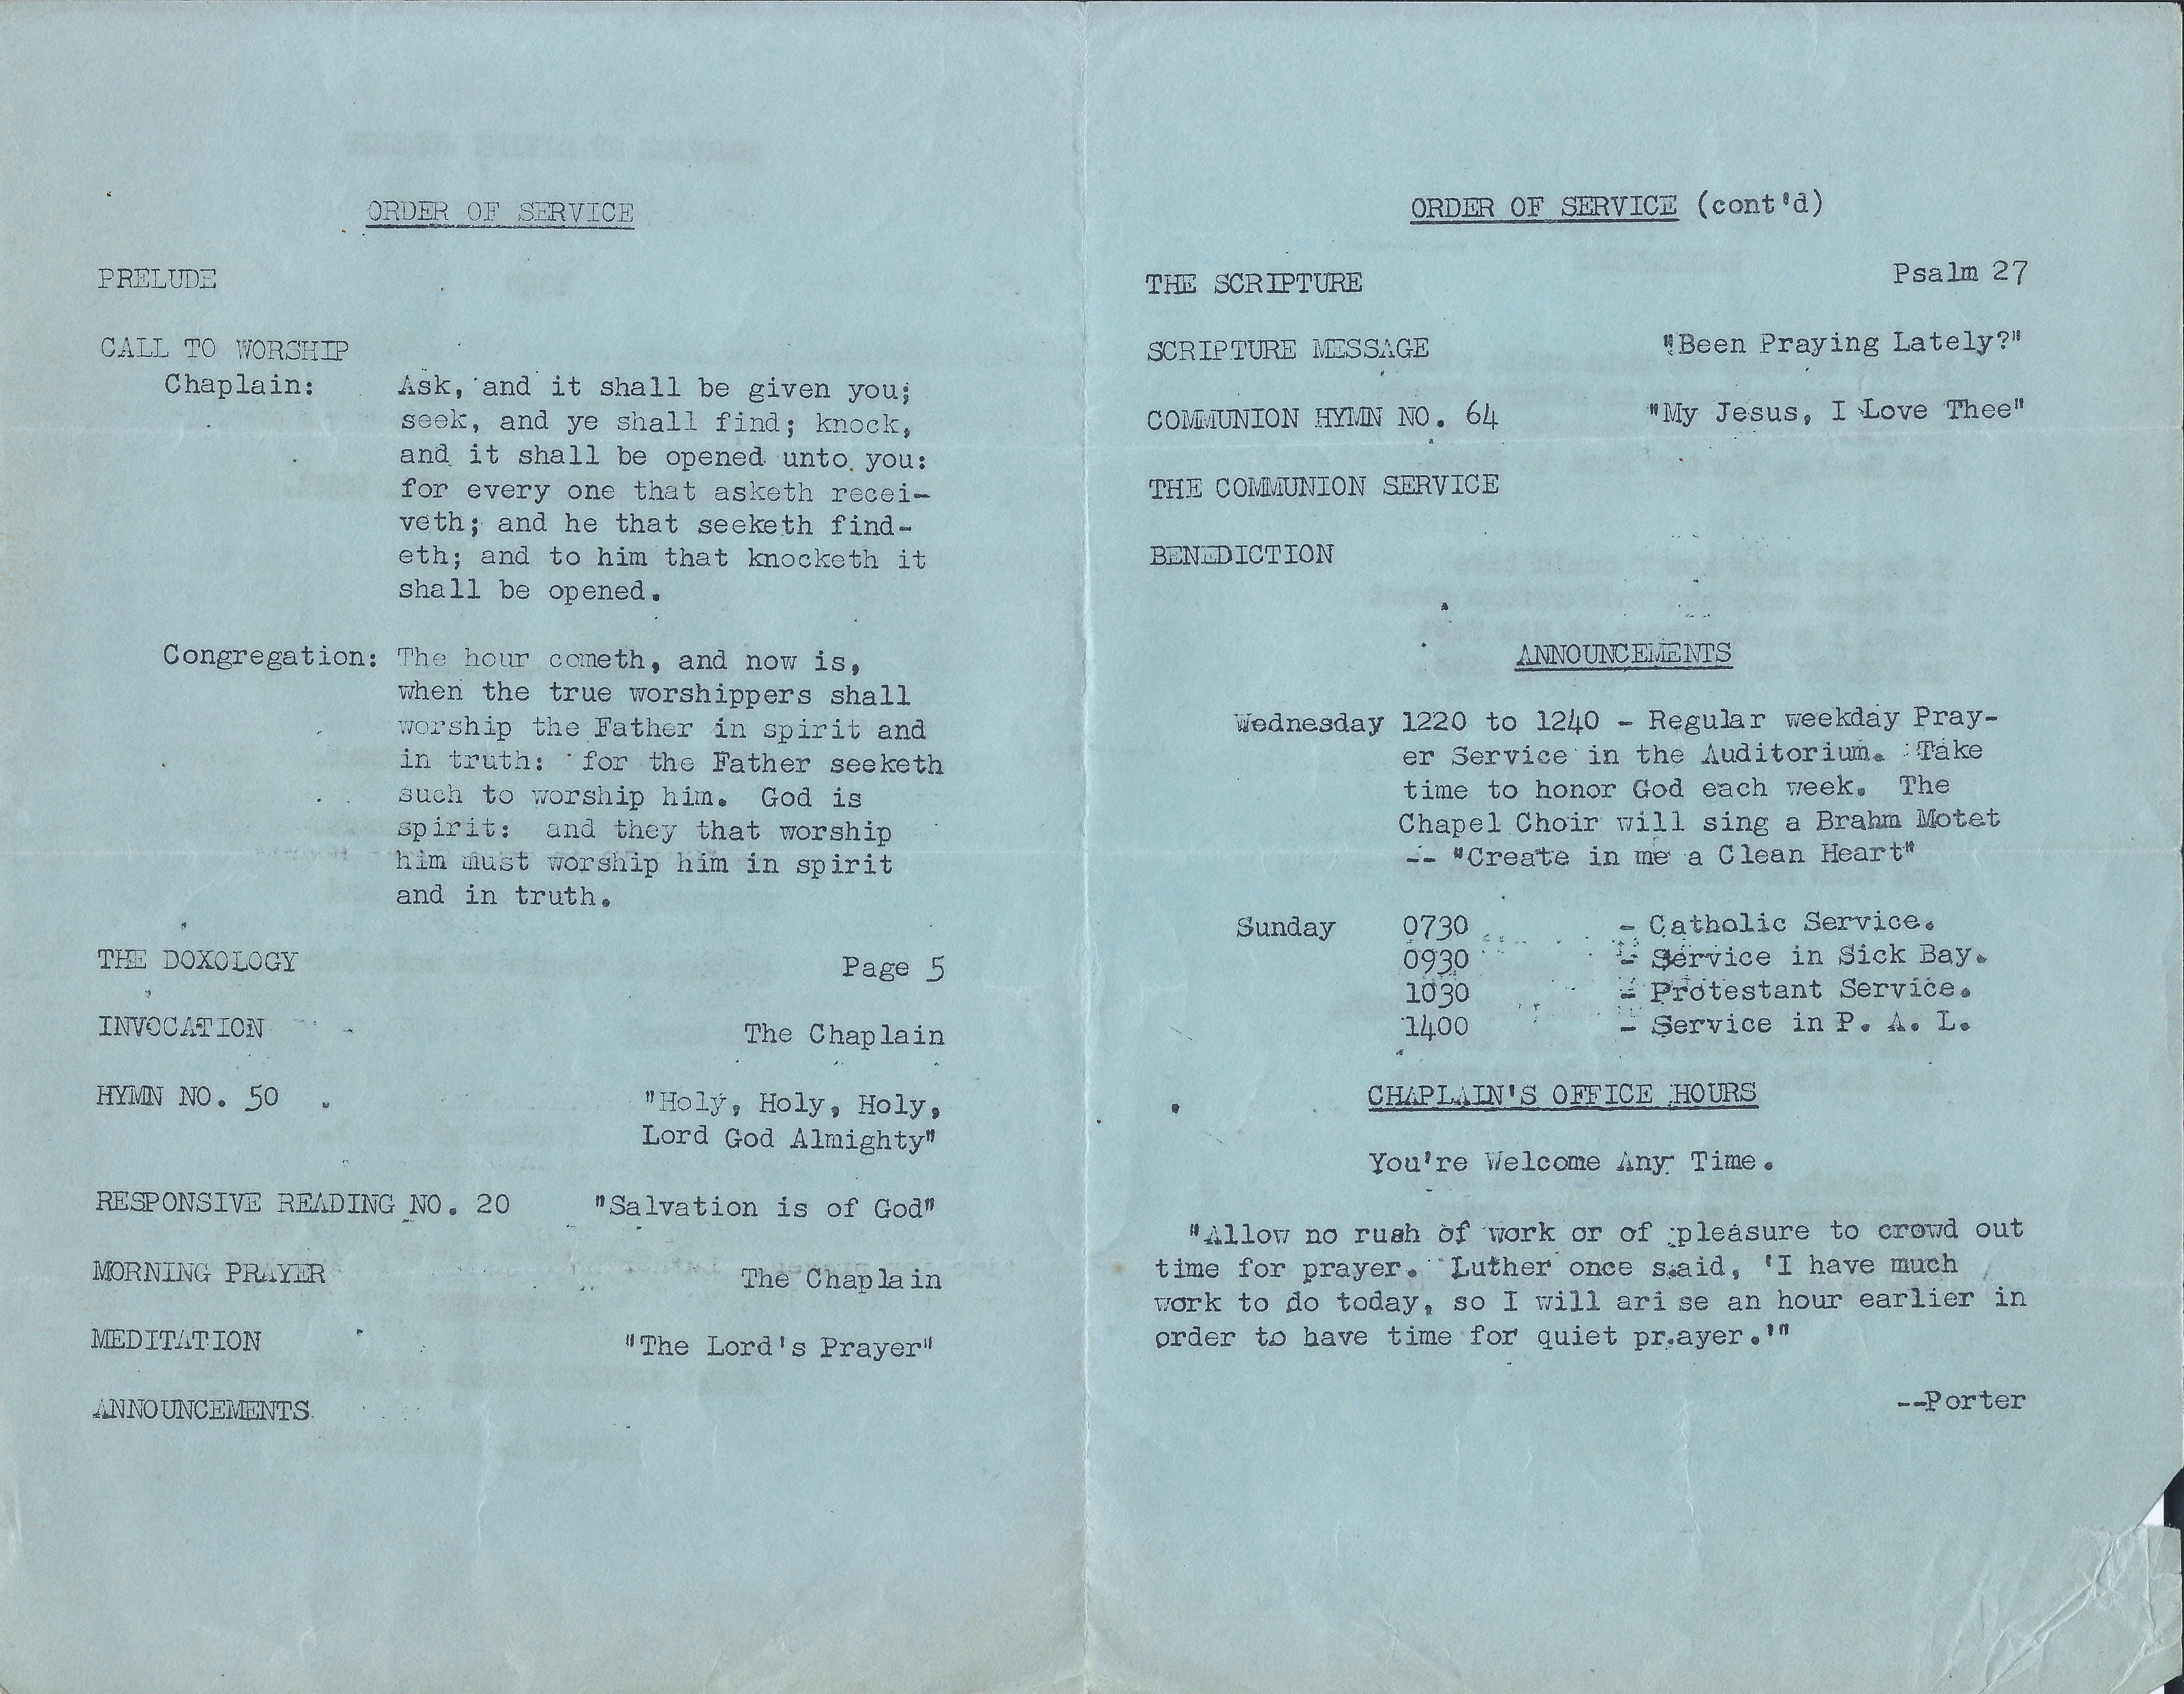 ORDER OF SERVICE
PRELUDE
CALL TO WORSHIP
Chaplain: Ask, and it shall be given you;
seek, and ye shall find; knock,
and it shall be opened unto you:
for every one that asketh recei-
veth; and he that seeketh find-
eth; and to him that knocketh it
shall be opened.
Congregation: The hour cometh, and now is,
when the true worshippers shall
worship the Father in spirit and
in truth: for the Father seeketh
such to worship him. God is
spirit: and they that worship
him must worship him in spirit
and in truth.
THE DOXOLOGY Page 5
INVOCATION The Chaplain
HYMN NO. 50 "Holy, Holy, Holy,
Lord God Almighty"
RESPONSIVE READING NO. 20 "Salvation is of God"
MORNING PRAYER The Chaplain
MEDITATION "The Lord's Prayer"
ANNOUNCEMENTS
ORDER OF SERVICE (cont'd)
THE SCRIPTURE Psalm 27
SCRIPTURE MESSAGE "Been Praying Lately?"
COMMUNION HYMN NO. 64 "My Jesus, I Love Thee"
THE COMMUNION SERVICE
BENEDICTION
ANNOUNCEMENTS
Wednesday 1220 to 1240 - Regular weekday Pray-
er Service in the Auditorium. Take
time to honor God each week. The
Chapel Choir will sing a Brahm Motet
-- "Create in me a Clean Heart"
Sunday 0730 - Catholic Service.
0930 - Service in Sick Bay.
1030 - Protestant Service.
1400 - Service in P. A. L.
CHAPLAIN'S OFFICE HOURS
You're Welcome Any Time.
"Allow no rush of work or of pleasure to crowd out
time for prayer. Luther once said, 'I have much
work to do today, so I will arise an hour earlier in
order to have time for quiet prayer.'"
--Porter